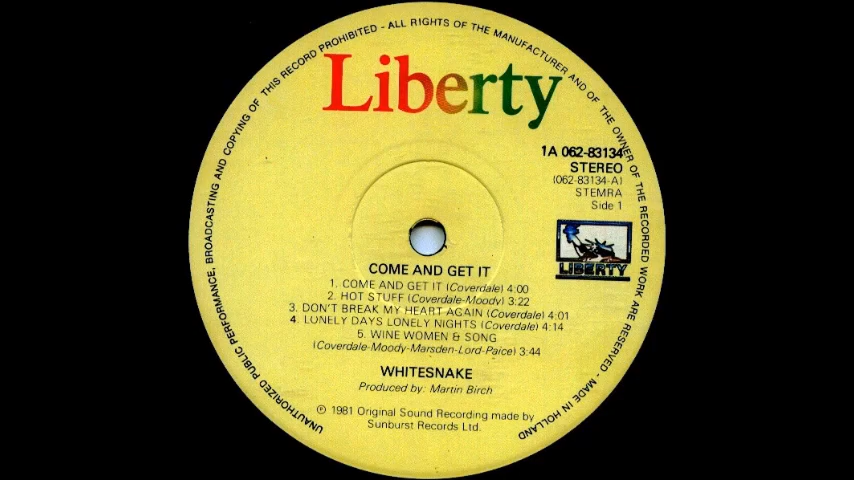 UNAUTHORIZED PUBLIC PERFORMANCE, BROADCASTING AND COPYING OF THIS RECORD PROHIBITED - ALL RIGHTS OF THE MANUFACTURER AND OF THE OWNER OF THE RECORDED WORK ARE RESERVED - MADE IN HOLLAND
Liberty
1A 062-83134
STEREO
(062-83134-A)
STEMRA
Side 1
LIBERTY
COME AND GET IT
1. COME AND GET IT (Coverdale) 4:00
2. HOT STUFF (Coverdale-Moody) 3:22
3. DON'T BREAK MY HEART AGAIN (Coverdale) 4:01
4. LONELY DAYS LONELY NIGHTS (Coverdale) 4:14
5. WINE WOMEN & SONG
(Coverdale-Moody-Marsden-Lord-Paice) 3:44
WHITESNAKE
Produced by: Martin Birch
℗ 1981 Original Sound Recording made by
Sunburst Records Ltd.